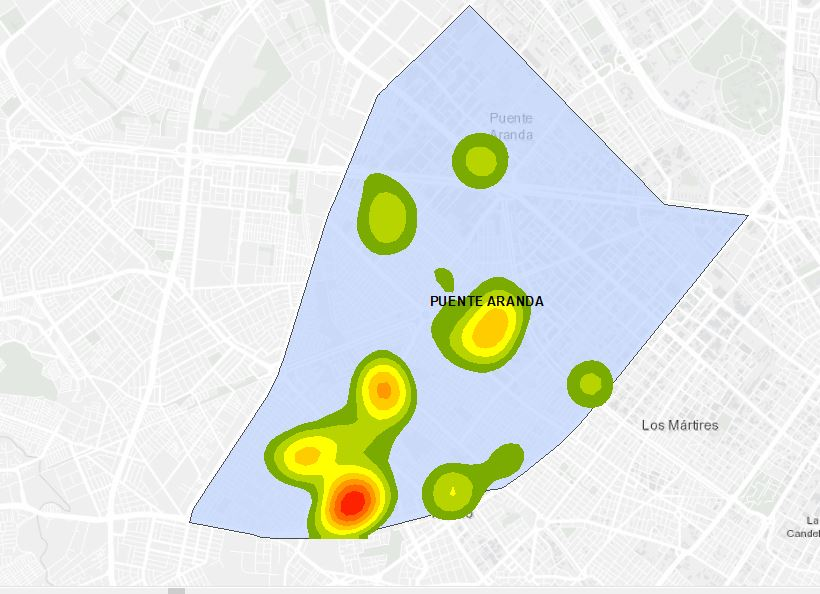 Puente
Aranda
PUENTE ARANDA
Los Mártires
La
Candel